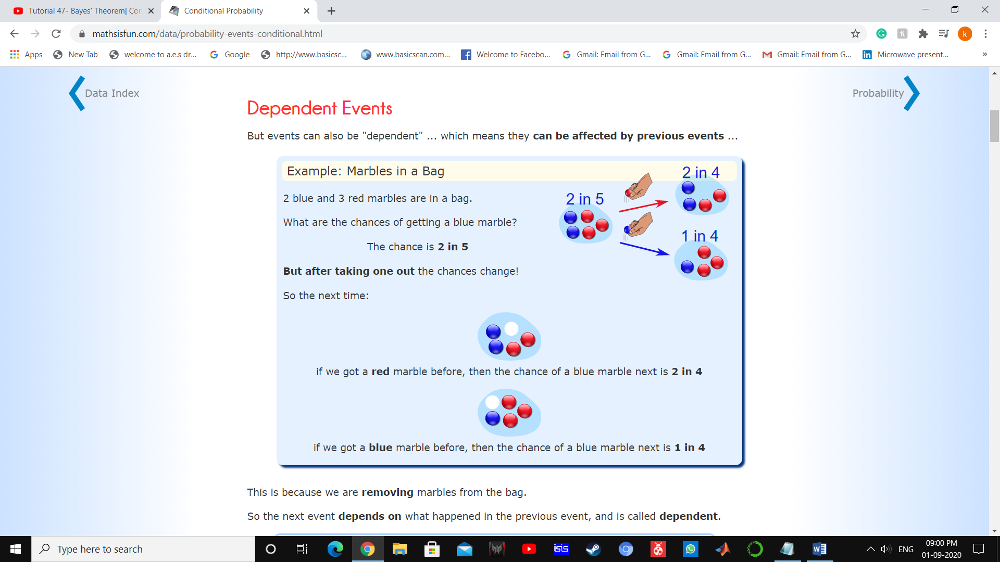 Tutorial 47- Bayes' Theorem| Con
Conditional Probability
mathsisfun.com/data/probability-events-conditional.html
k
Apps
New Tab
welcome to a.e.s dr...
Google
http://www.basicsc...
www.basicscan.com...
Welcome to Facebo...
Gmail: Email from G...
Gmail: Email from G...
Gmail: Email from G...
Microwave present...
»
Data Index
Probability
Dependent Events
But events can also be "dependent" ... which means they can be affected by previous events ...
Example: Marbles in a Bag
2 in 4
2 in 5
1 in 4
2 blue and 3 red marbles are in a bag.
What are the chances of getting a blue marble?
The chance is 2 in 5
But after taking one out the chances change!
So the next time:
if we got a red marble before, then the chance of a blue marble next is 2 in 4
if we got a blue marble before, then the chance of a blue marble next is 1 in 4
This is because we are removing marbles from the bag.
So the next event depends on what happened in the previous event, and is called dependent.
Type here to search
ISIS
ENG
09:00 PM
01-09-2020